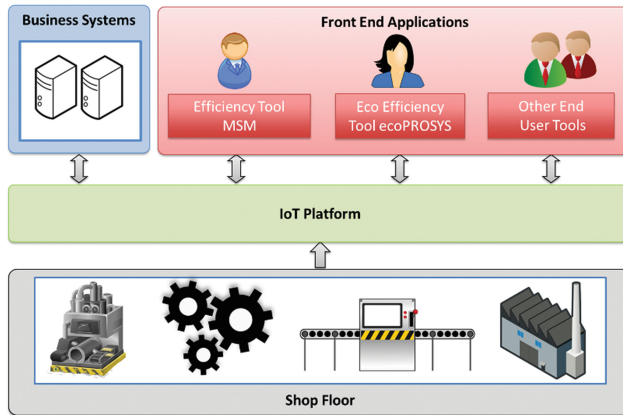 Business Systems
Front End Applications
Efficiency Tool
MSM
Eco Efficiency
Tool ecoPROSYS
Other End
User Tools
IoT Platform
Shop Floor